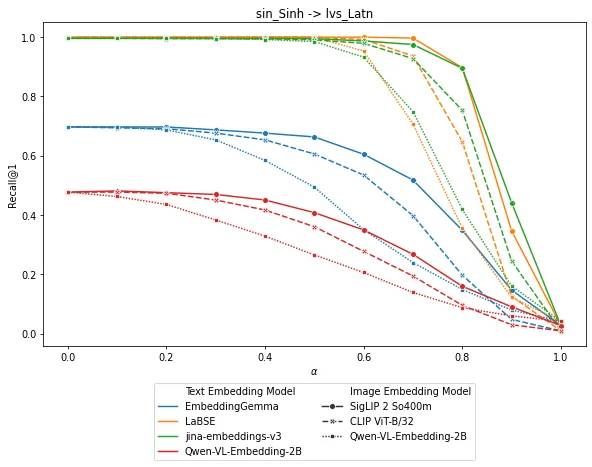 sin_Sinh -> lvs_Latn
Recall@1
1.0
0.8
0.6
0.4
0.2
0.0
0.0 0.2 0.4 0.6 0.8 1.0
α
Text Embedding Model Image Embedding Model
EmbeddingGemma SigLIP 2 So400m
LaBSE CLIP ViT-B/32
jina-embeddings-v3 Qwen-VL-Embedding-2B
Qwen-VL-Embedding-2B